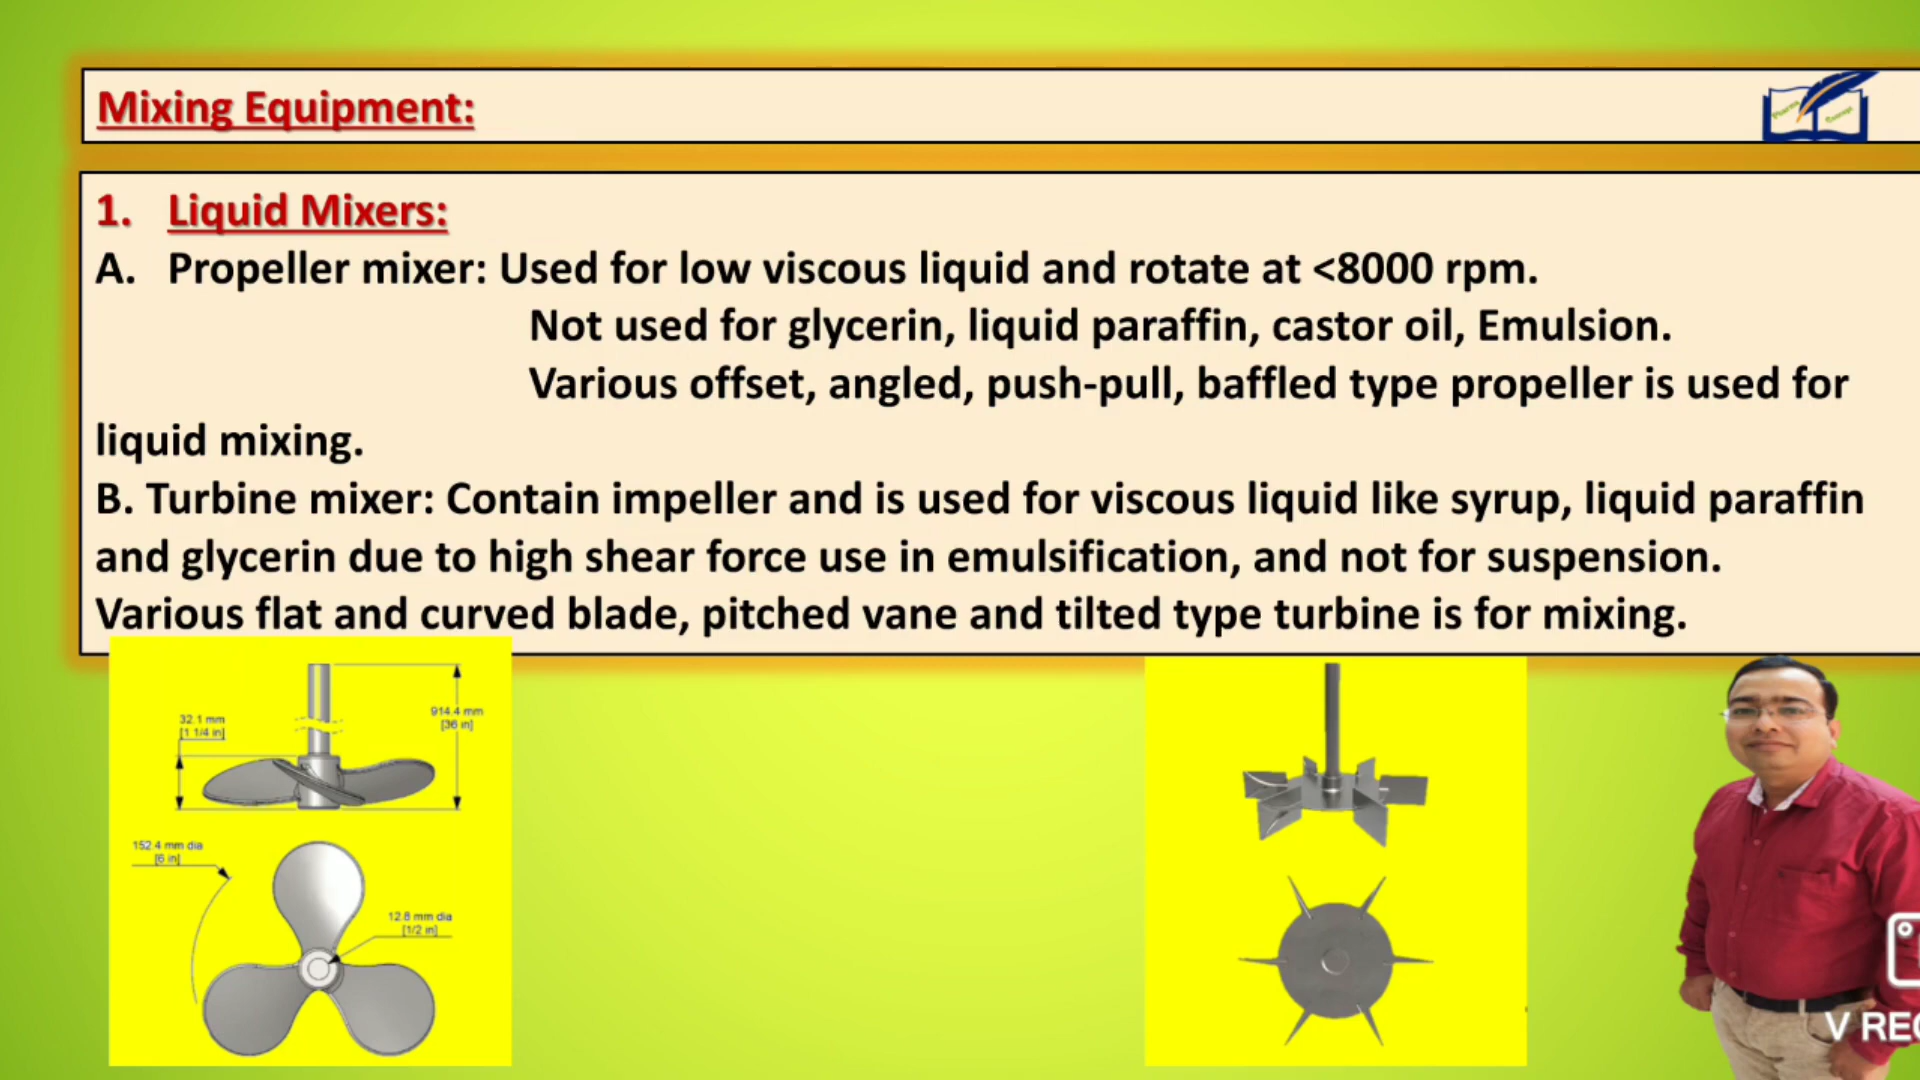 Mixing Equipment:
1. Liquid Mixers:
A. Propeller mixer: Used for low viscous liquid and rotate at <8000 rpm.
Not used for glycerin, liquid paraffin, castor oil, Emulsion.
Various offset, angled, push-pull, baffled type propeller is used for
liquid mixing.
B. Turbine mixer: Contain impeller and is used for viscous liquid like syrup, liquid paraffin
and glycerin due to high shear force use in emulsification, and not for suspension.
Various flat and curved blade, pitched vane and tilted type turbine is for mixing.
32.1 mm
[1 1/4 in]
914.4 mm
[36 in]
152.4 mm dia
[6 in]
12.8 mm dia
[1/2 in]
V REC